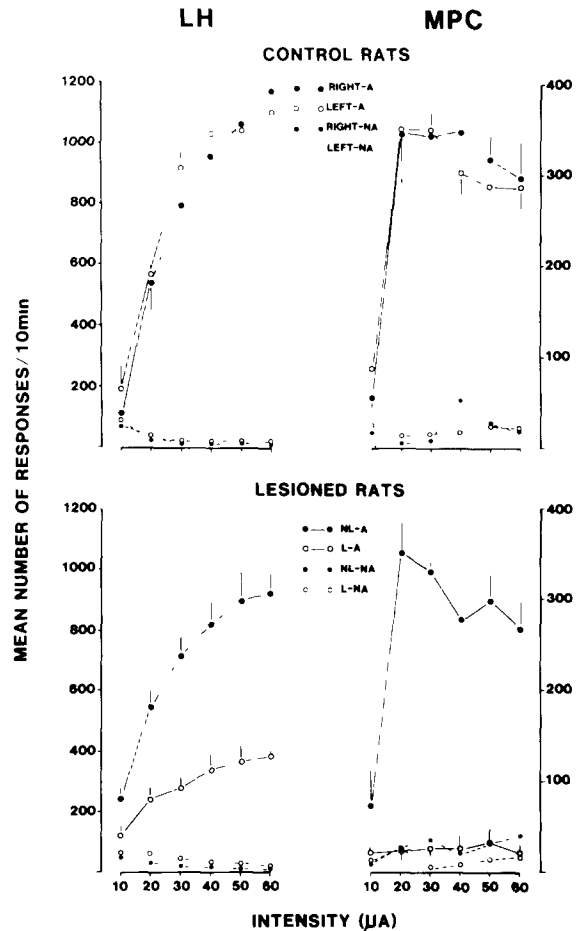 LH MPC
CONTROL RATS
1200
1000
800
600
400
200
RIGHT-A
LEFT-A
RIGHT-NA
LEFT-NA
400
300
200
100
MEAN NUMBER OF RESPONSES/10min
LESIONED RATS
1200
1000
800
600
400
200
NL-A
L-A
NL-NA
L-NA
400
300
200
100
10 20 30 40 50 60
10 20 30 40 50 60
INTENSITY (µA)